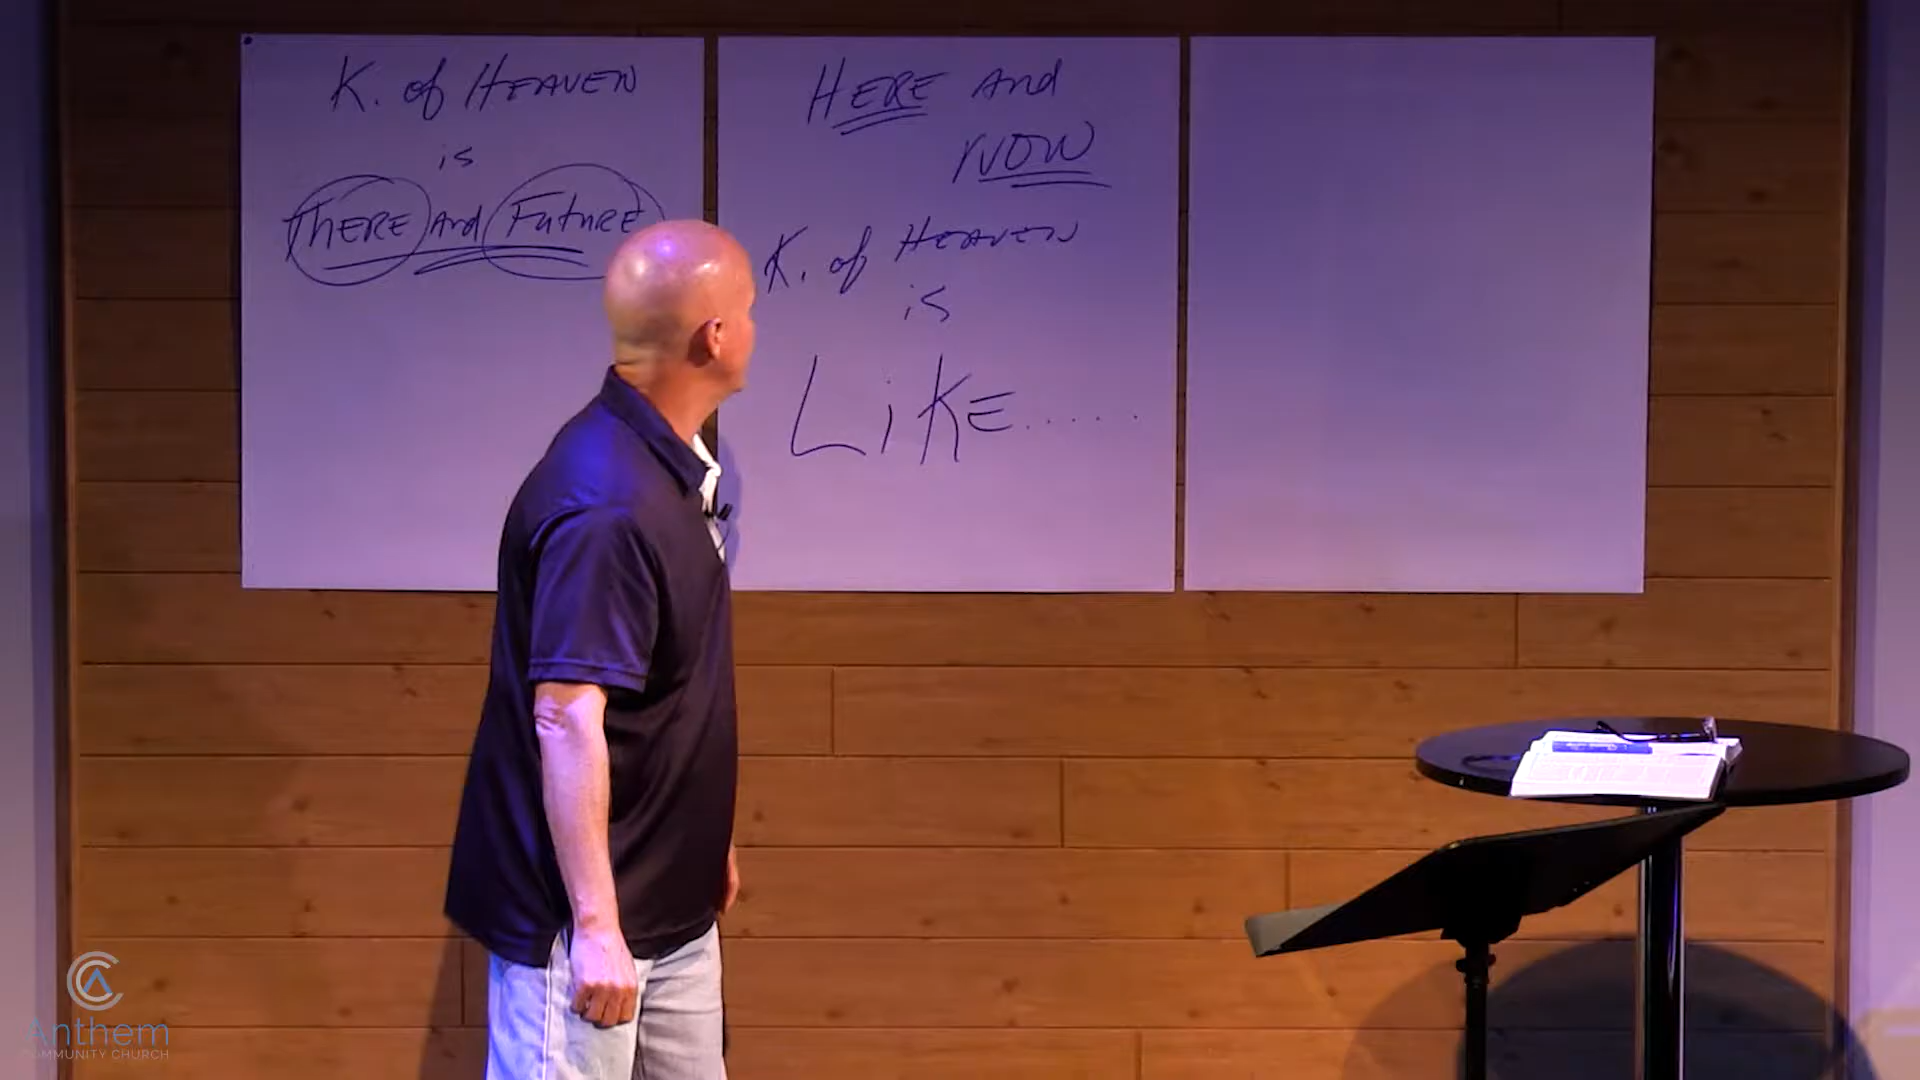 K. of HEAVEN
is
THERE And FuturE
HERE And
NOW
K. of HEAVEN
is
LiKE.....
Anthem
COMMUNITY CHURCH